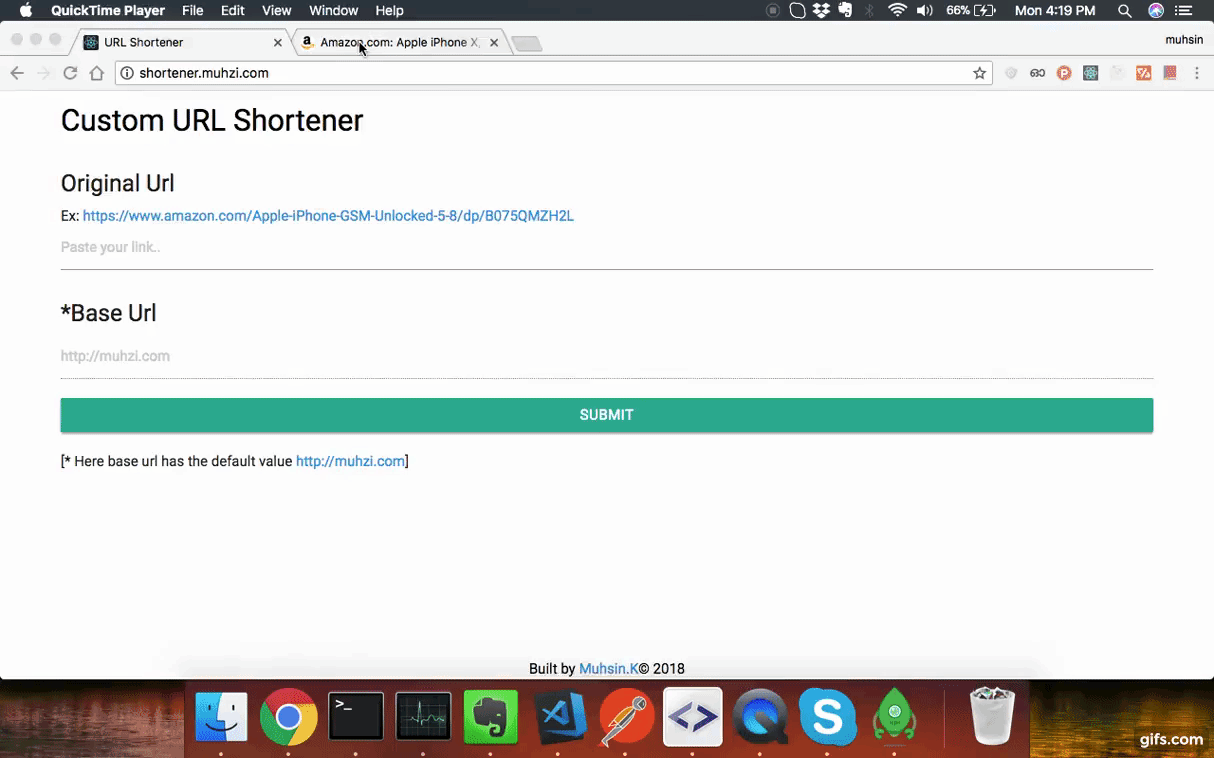 QuickTime Player File Edit View Window Help 66% Mon 4:19 PM
URL Shortener Amazon.com: Apple iPhone X, muhsin
shortener.muhzi.com
Custom URL Shortener
Original Url
Ex: https://www.amazon.com/Apple-iPhone-GSM-Unlocked-5-8/dp/B075QMZH2L
Paste your link..
*Base Url
http://muhzi.com
SUBMIT
[* Here base url has the default value http://muhzi.com]
Built by Muhsin.K© 2018
gifs.com